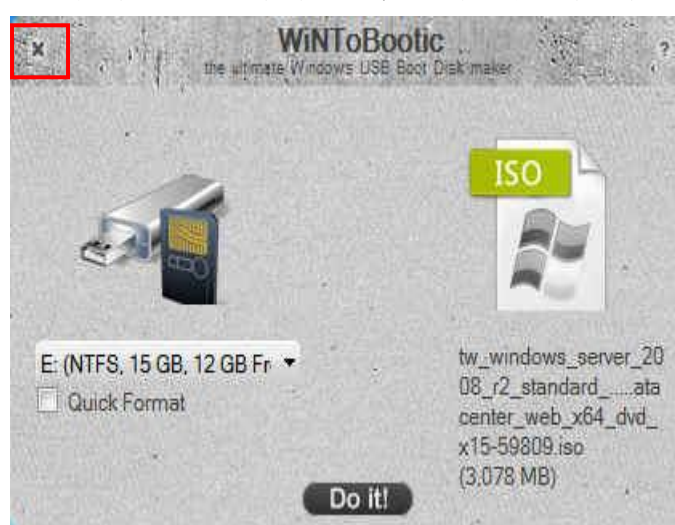 x
WiNToBootic
?
the ultimate Windows USB Boot Disk maker
ISO
E: (NTFS, 15 GB, 12 GB Fr
Quick Format
tw_windows_server_20
08_r2_standard_.....ata
center_web_x64_dvd_
x15-59809.iso
(3,078 MB)
Do it!